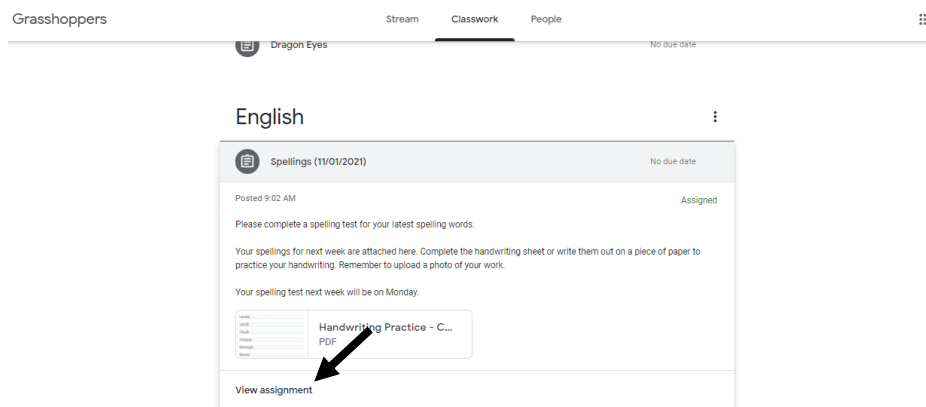 Grasshoppers
Stream Classwork People
Dragon Eyes No due date
English
Spellings (11/01/2021) No due date
Posted 9:02 AM Assigned
Please complete a spelling test for your latest spelling words.
Your spellings for next week are attached here. Complete the handwriting sheet or write them out on a piece of paper to
practice your handwriting. Remember to upload a photo of your work.
Your spelling test next week will be on Monday.
Handwriting Practice - C...
PDF
View assignment